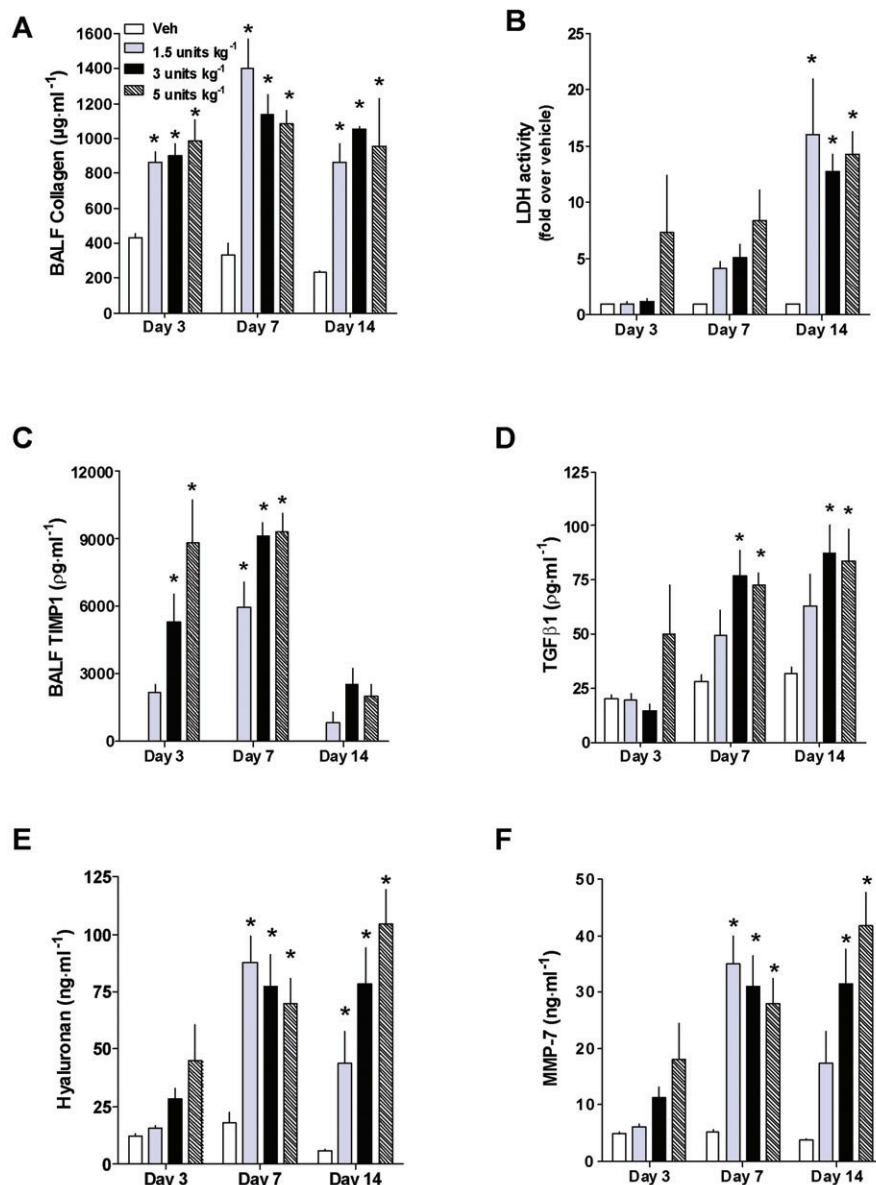 A
BALF Collagen (µg·ml⁻¹)
1600
1400
1200
1000
800
600
400
200
0
Veh
1.5 units kg⁻¹
3 units kg⁻¹
5 units kg⁻¹
* * *
* * *
* * *
Day 3 Day 7 Day 14
B
LDH activity
(fold over vehicle)
25
20
15
10
5
0
* * *
Day 3 Day 7 Day 14
C
BALF TIMP1 (ρg·ml⁻¹)
12000
9000
6000
3000
0
* *
* * *
Day 3 Day 7 Day 14
D
TGFβ1 (ρg·ml⁻¹)
125
100
75
50
25
0
* *
* *
Day 3 Day 7 Day 14
E
Hyaluronan (ng·ml⁻¹)
125
100
75
50
25
0
* * *
* * *
Day 3 Day 7 Day 14
F
MMP-7 (ng·ml⁻¹)
50
40
30
20
10
0
* * *
* *
Day 3 Day 7 Day 14